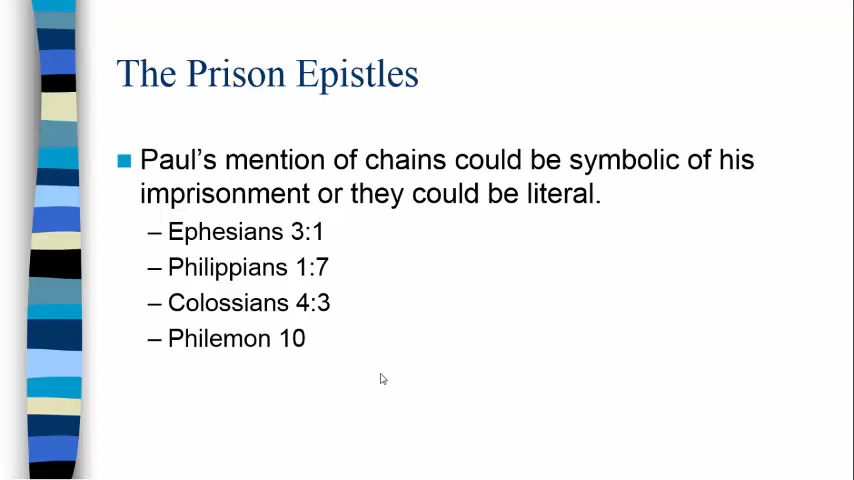 The Prison Epistles
Paul’s mention of chains could be symbolic of his
imprisonment or they could be literal.
– Ephesians 3:1
– Philippians 1:7
– Colossians 4:3
– Philemon 10